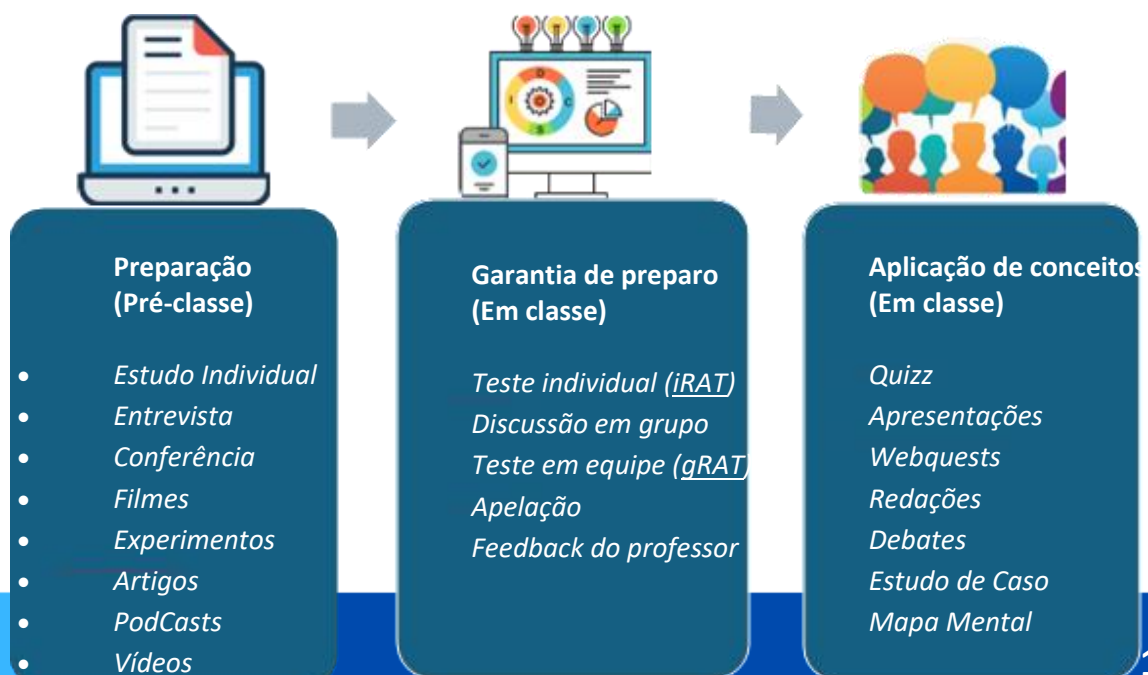 Preparação
(Pré-classe)
• Estudo Individual
• Entrevista
• Conferência
• Filmes
• Experimentos
• Artigos
• PodCasts
• Vídeos
Garantia de preparo
(Em classe)
Teste individual (iRAT)
Discussão em grupo
Teste em equipe (gRAT)
Apelação
Feedback do professor
Aplicação de conceitos
(Em classe)
Quizz
Apresentações
Webquests
Redações
Debates
Estudo de Caso
Mapa Mental
D
I
C
S